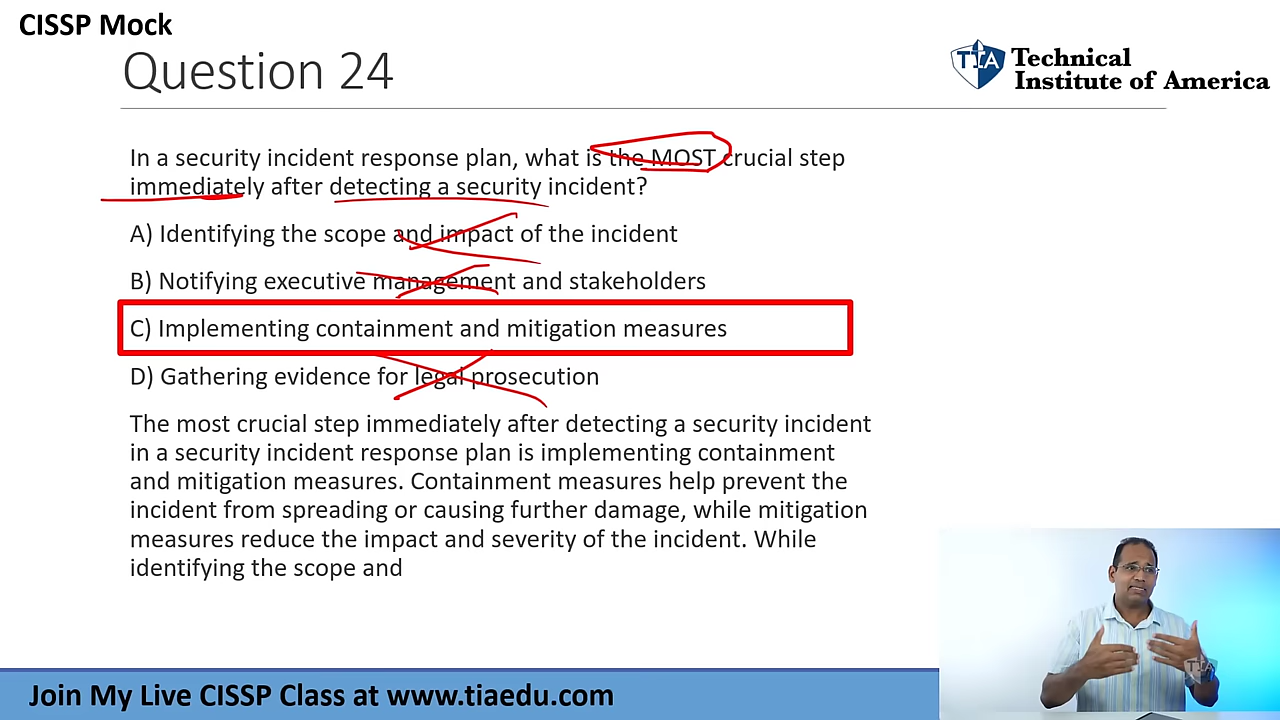 CISSP Mock
Question 24
TIA Technical
Institute of America
In a security incident response plan, what is the MOST crucial step
immediately after detecting a security incident?
A) Identifying the scope and impact of the incident
B) Notifying executive management and stakeholders
C) Implementing containment and mitigation measures
D) Gathering evidence for legal prosecution
The most crucial step immediately after detecting a security incident
in a security incident response plan is implementing containment
and mitigation measures. Containment measures help prevent the
incident from spreading or causing further damage, while mitigation
measures reduce the impact and severity of the incident. While
identifying the scope and
TIA
Join My Live CISSP Class at www.tiaedu.com